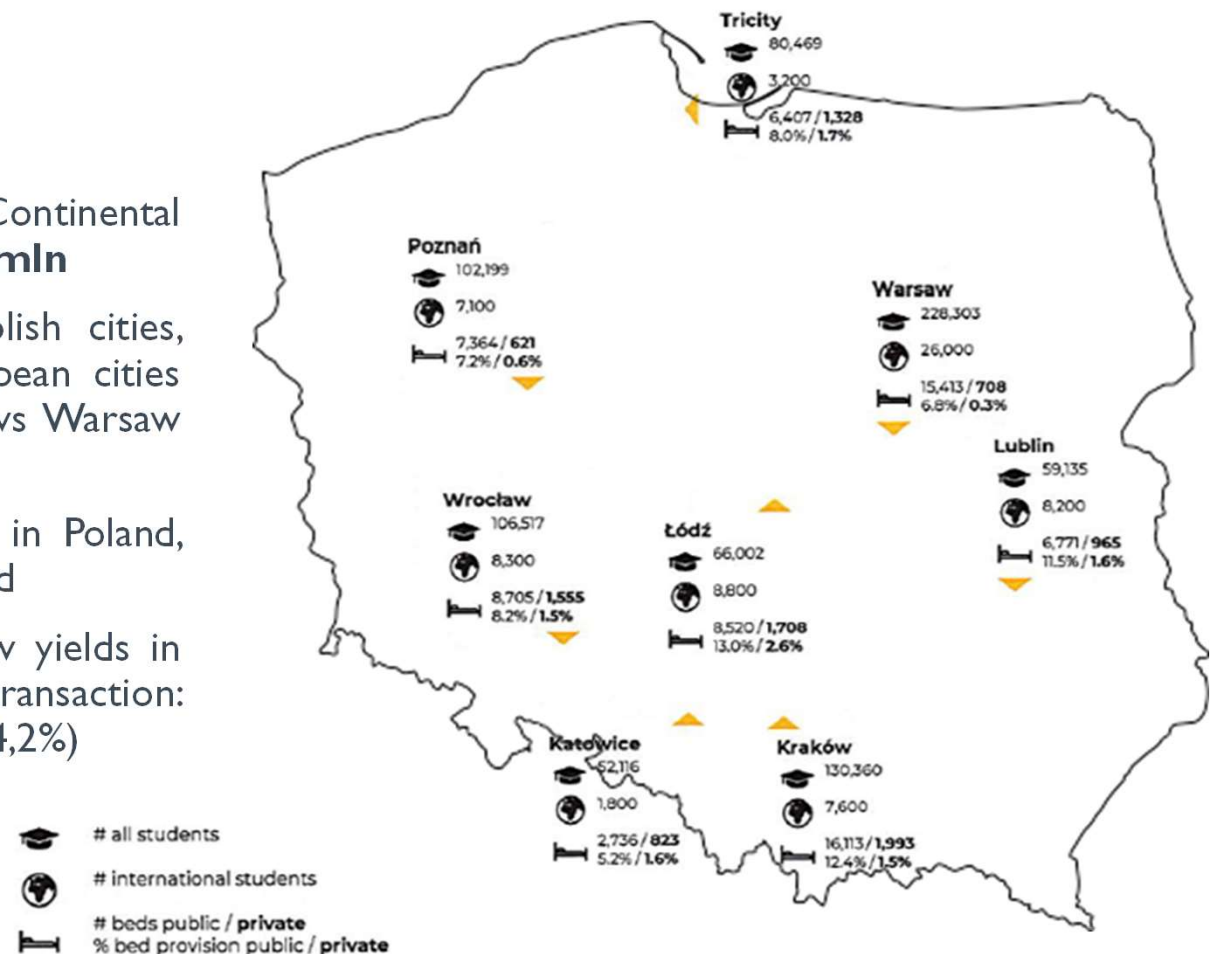 Continental
mln
lish cities,
pean cities
vs Warsaw
in Poland,
d
w yields in
ransaction:
4,2%)
Tricity
80,469
3,200
6,407/1,328
8.0%/1.7%
Poznań
102,199
7,100
7,364/621
7.2%/0.6%
Warsaw
228,303
26,000
15,413/708
6.8%/0.3%
Lublin
59,135
8,200
6,771/965
11.5%/1.6%
Wrocław
106,517
8,300
8,705/1,555
8.2%/1.5%
Łódź
66,002
8,800
8,520/1,708
13.0%/2.6%
Katowice
52,116
1,800
2,736/823
5.2%/1.6%
Kraków
130,360
7,600
16,113/1,993
12.4%/1.5%
# all students
# international students
# beds public / private
% bed provision public / private